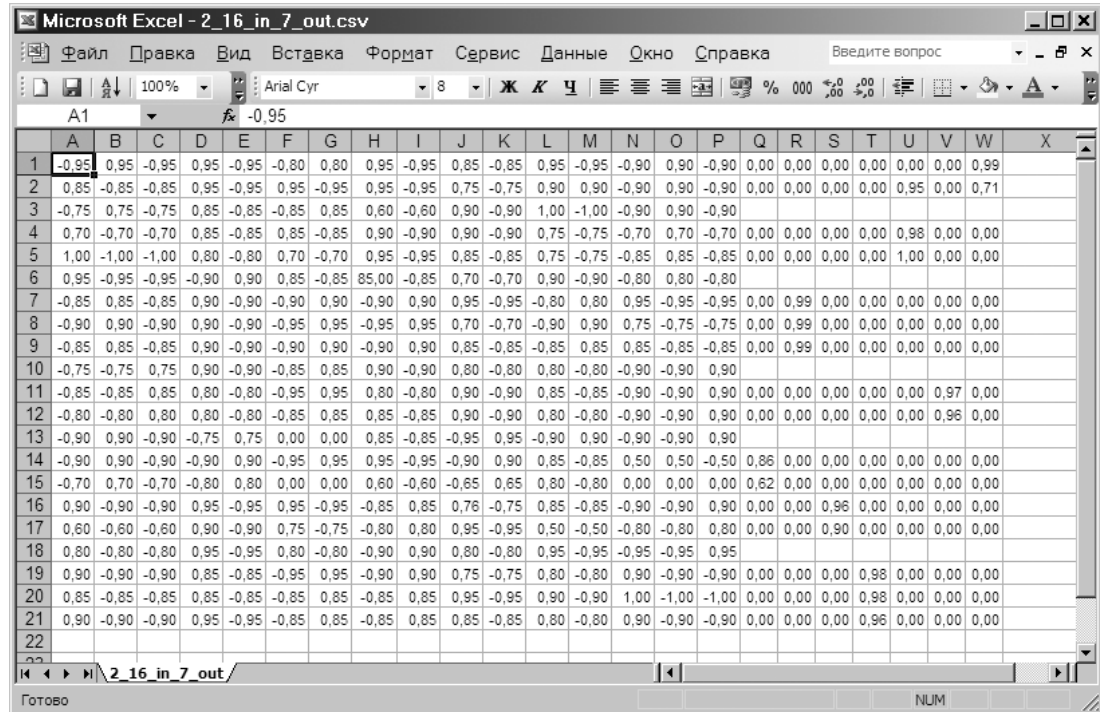 Microsoft Excel - 2_16_in_7_out.csv
Файл Правка Вид Вставка Формат Сервис Данные Окно Справка Введите вопрос
100% Arial Cyr 8 Ж К Ч % 000
A1 fx -0,95
A B C D E F G H I J K L M N O P Q R S T U V W X
1 -0,95 0,95 -0,95 0,95 -0,95 -0,80 0,80 0,95 -0,95 0,85 -0,85 0,95 -0,95 -0,90 0,90 -0,90 0,00 0,00 0,00 0,00 0,00 0,00 0,99
2 0,85 -0,85 -0,85 0,95 -0,95 0,95 -0,95 0,95 -0,95 0,75 -0,75 0,90 0,90 -0,90 0,90 -0,90 0,00 0,00 0,00 0,00 0,95 0,00 0,71
3 -0,75 0,75 -0,75 0,85 -0,85 -0,85 0,85 0,60 -0,60 0,90 -0,90 1,00 -1,00 -0,90 0,90 -0,90
4 0,70 -0,70 -0,70 0,85 -0,85 0,85 -0,85 0,90 -0,90 0,90 -0,90 0,75 -0,75 -0,70 0,70 -0,70 0,00 0,00 0,00 0,00 0,98 0,00 0,00
5 1,00 -1,00 -1,00 0,80 -0,80 0,70 -0,70 0,95 -0,95 0,85 -0,85 0,75 -0,75 -0,85 0,85 -0,85 0,00 0,00 0,00 0,00 1,00 0,00 0,00
6 0,95 -0,95 -0,95 -0,90 0,90 0,85 -0,85 85,00 -0,85 0,70 -0,70 0,90 -0,90 -0,80 0,80 -0,80
7 -0,85 0,85 -0,85 0,90 -0,90 -0,90 0,90 -0,90 0,90 0,95 -0,95 -0,80 0,80 0,95 -0,95 -0,95 0,00 0,99 0,00 0,00 0,00 0,00 0,00
8 -0,90 0,90 -0,90 0,90 -0,90 -0,95 0,95 -0,95 0,95 0,70 -0,70 -0,90 0,90 0,75 -0,75 -0,75 0,00 0,99 0,00 0,00 0,00 0,00 0,00
9 -0,85 0,85 -0,85 0,90 -0,90 -0,90 0,90 -0,90 0,90 0,85 -0,85 -0,85 0,85 0,85 -0,85 -0,85 0,00 0,99 0,00 0,00 0,00 0,00 0,00
10 -0,75 -0,75 0,75 0,90 -0,90 -0,85 0,85 0,90 -0,90 0,80 -0,80 0,80 -0,80 -0,90 -0,90 0,90
11 -0,85 -0,85 0,85 0,80 -0,80 -0,95 0,95 0,80 -0,80 0,90 -0,90 0,85 -0,85 -0,90 -0,90 0,90 0,00 0,00 0,00 0,00 0,00 0,97 0,00
12 -0,80 -0,80 0,80 0,80 -0,80 -0,85 0,85 0,85 -0,85 0,90 -0,90 0,80 -0,80 -0,90 -0,90 0,90 0,00 0,00 0,00 0,00 0,00 0,96 0,00
13 -0,90 0,90 -0,90 -0,75 0,75 0,00 0,00 0,85 -0,85 -0,95 0,95 -0,90 0,90 -0,90 -0,90 0,90
14 -0,90 0,90 -0,90 -0,90 0,90 -0,95 0,95 0,95 -0,95 -0,90 0,90 0,85 -0,85 0,50 0,50 -0,50 0,86 0,00 0,00 0,00 0,00 0,00 0,00
15 -0,70 0,70 -0,70 -0,80 0,80 0,00 0,00 0,60 -0,60 -0,65 0,65 0,80 -0,80 0,00 0,00 0,00 0,62 0,00 0,00 0,00 0,00 0,00 0,00
16 0,90 -0,90 -0,90 0,95 -0,95 0,95 -0,95 -0,85 0,85 0,76 -0,75 0,85 -0,85 -0,90 -0,90 0,90 0,00 0,00 0,96 0,00 0,00 0,00 0,00
17 0,60 -0,60 -0,60 0,90 -0,90 0,75 -0,75 -0,80 0,80 0,95 -0,95 0,50 -0,50 -0,80 -0,80 0,80 0,00 0,00 0,90 0,00 0,00 0,00 0,00
18 0,80 -0,80 -0,80 0,95 -0,95 0,80 -0,80 -0,90 0,90 0,80 -0,80 0,95 -0,95 -0,95 -0,95 0,95
19 0,90 -0,90 -0,90 0,85 -0,85 -0,95 0,95 -0,90 0,90 0,75 -0,75 0,80 -0,80 0,90 -0,90 -0,90 0,00 0,00 0,00 0,98 0,00 0,00 0,00
20 0,85 -0,85 -0,85 0,85 -0,85 -0,85 0,85 -0,85 0,85 0,95 -0,95 0,90 -0,90 1,00 -1,00 -1,00 0,00 0,00 0,00 0,98 0,00 0,00 0,00
21 0,90 -0,90 -0,90 0,95 -0,95 -0,85 0,85 -0,85 0,85 0,85 -0,85 0,80 -0,80 0,90 -0,90 -0,90 0,00 0,00 0,00 0,96 0,00 0,00 0,00
22
2_16_in_7_out
Готово NUM